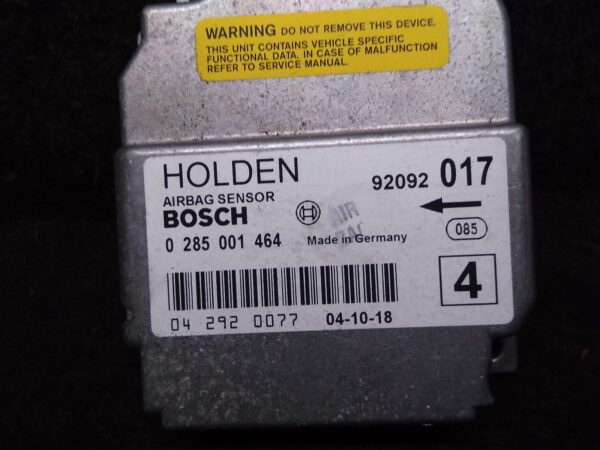 WARNING DO NOT REMOVE THIS DEVICE.
THIS UNIT CONTAINS VEHICLE SPECIFIC
FUNCTIONAL DATA. IN CASE OF MALFUNCTION
REFER TO SERVICE MANUAL.
HOLDEN
92092 017
AIRBAG SENSOR
BOSCH
AIR
0 285 001 464
Made in Germany
085
4
04 292 0077
04-10-18